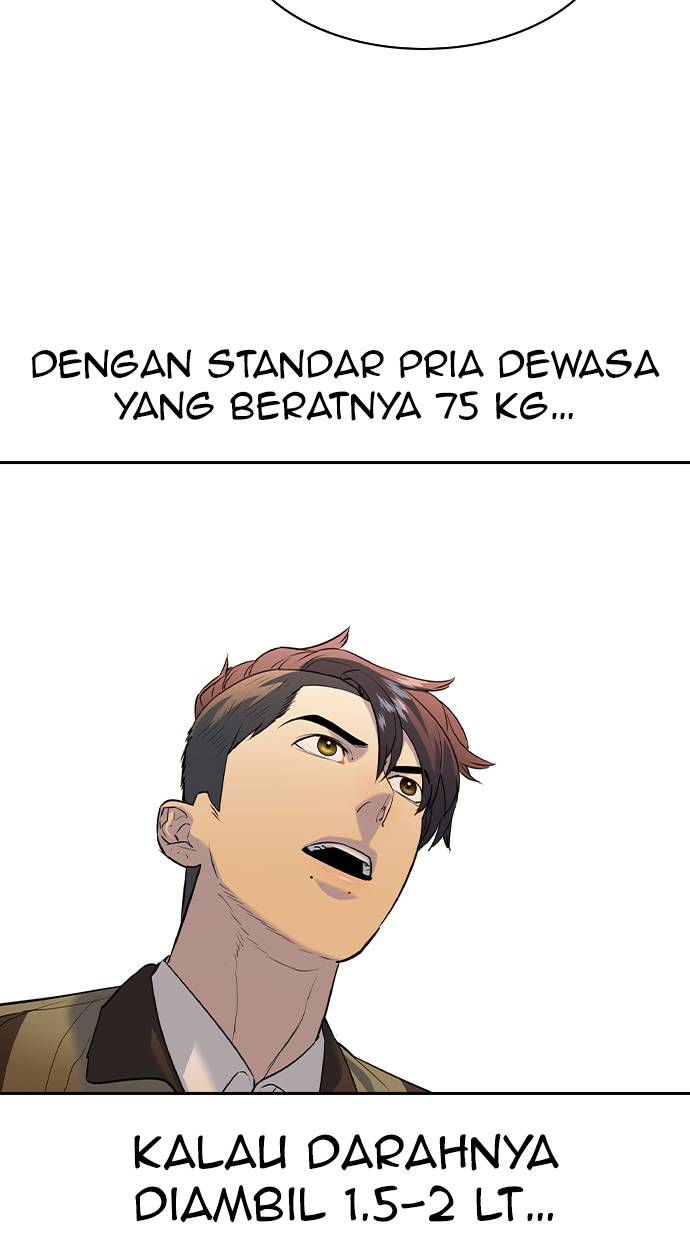 DENGAN STANDAR PRIA DEWASA
YANG BERATNYA 75 KG...
KALAU DARAHNYA
DIAMBIL 1.5-2 LT...